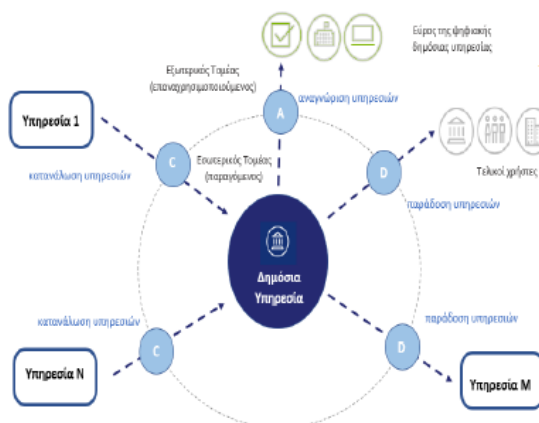 Εύρος της ψηφιακής
δημόσιας υπηρεσίας
Εξωτερικός Τομέας
(επαναχρησιμοποιούμενος)
A
αναγνώριση υπηρεσιών
Υπηρεσία 1
C
Εσωτερικός Τομέας
(παραγόμενος)
κατανάλωση υπηρεσιών
D
Τελικοί χρήστες
παράδοση υπηρεσιών
Δημόσια
Υπηρεσία
κατανάλωση υπηρεσιών
C
παράδοση υπηρεσιών
D
Υπηρεσία Ν
Υπηρεσία Μ